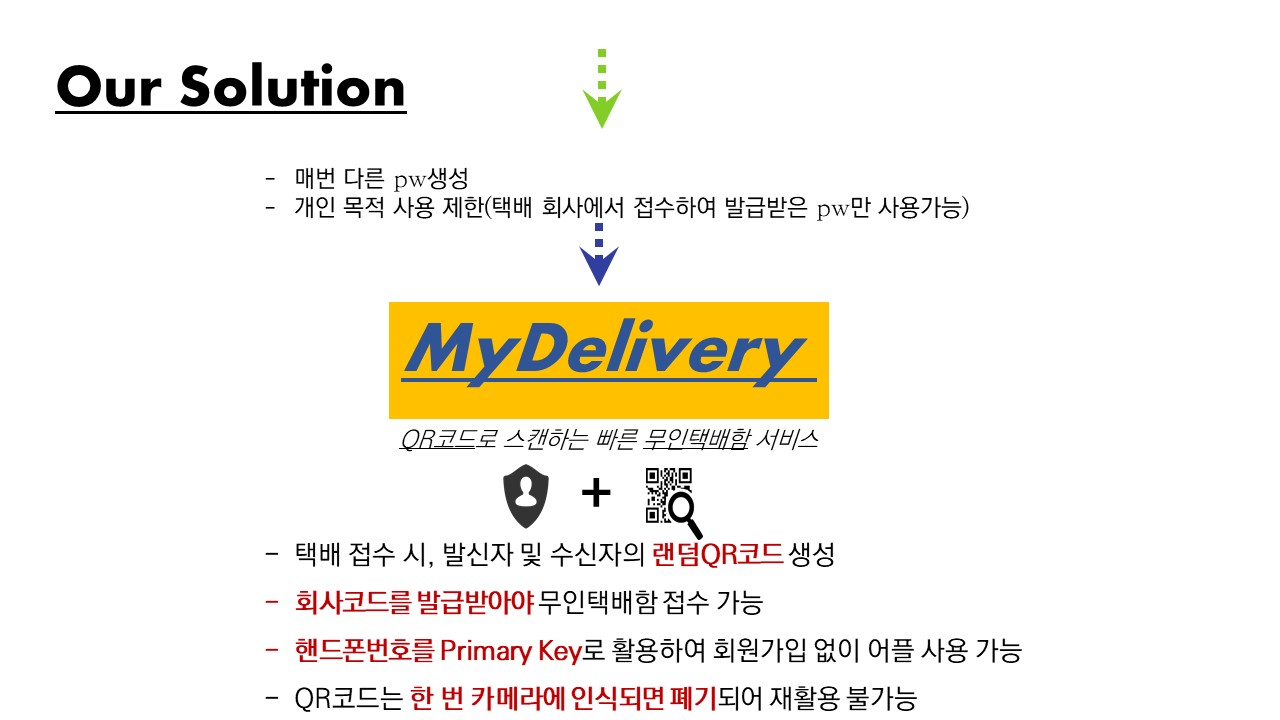 Our Solution
- 매번 다른 pw생성
- 개인 목적 사용 제한(택배 회사에서 접수하여 발급받은 pw만 사용가능)
MyDelivery
QR코드로 스캔하는 빠른 무인택배함 서비스
+
- 택배 접수 시, 발신자 및 수신자의 랜덤QR코드 생성
- 회사코드를 발급받아야 무인택배함 접수 가능
- 핸드폰번호를 Primary Key로 활용하여 회원가입 없이 어플 사용 가능
- QR코드는 한 번 카메라에 인식되면 폐기되어 재활용 불가능